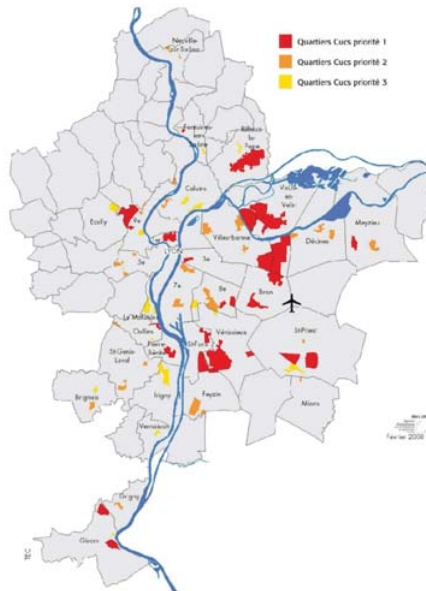 Quartiers Cucs priorité 1
Quartiers Cucs priorité 2
Quartiers Cucs priorité 3
Neuville
sur Saône
Fontaines
sur
Saône
Rillieux
la
Pape
Caluire
Vaulx
en
Velin
Ecully
9e
Villeurbanne
Décines
Meyzieu
LYON
5e
3e
7e
8e
Bron
La Mulatière
Oullins
Pierre
Bénite
St Fons
Vénissieux
St Priest
St Genis
Laval
Brignais
Irigny
Feyzin
Mions
Vernaison
Février 2008
Grigny
Givors